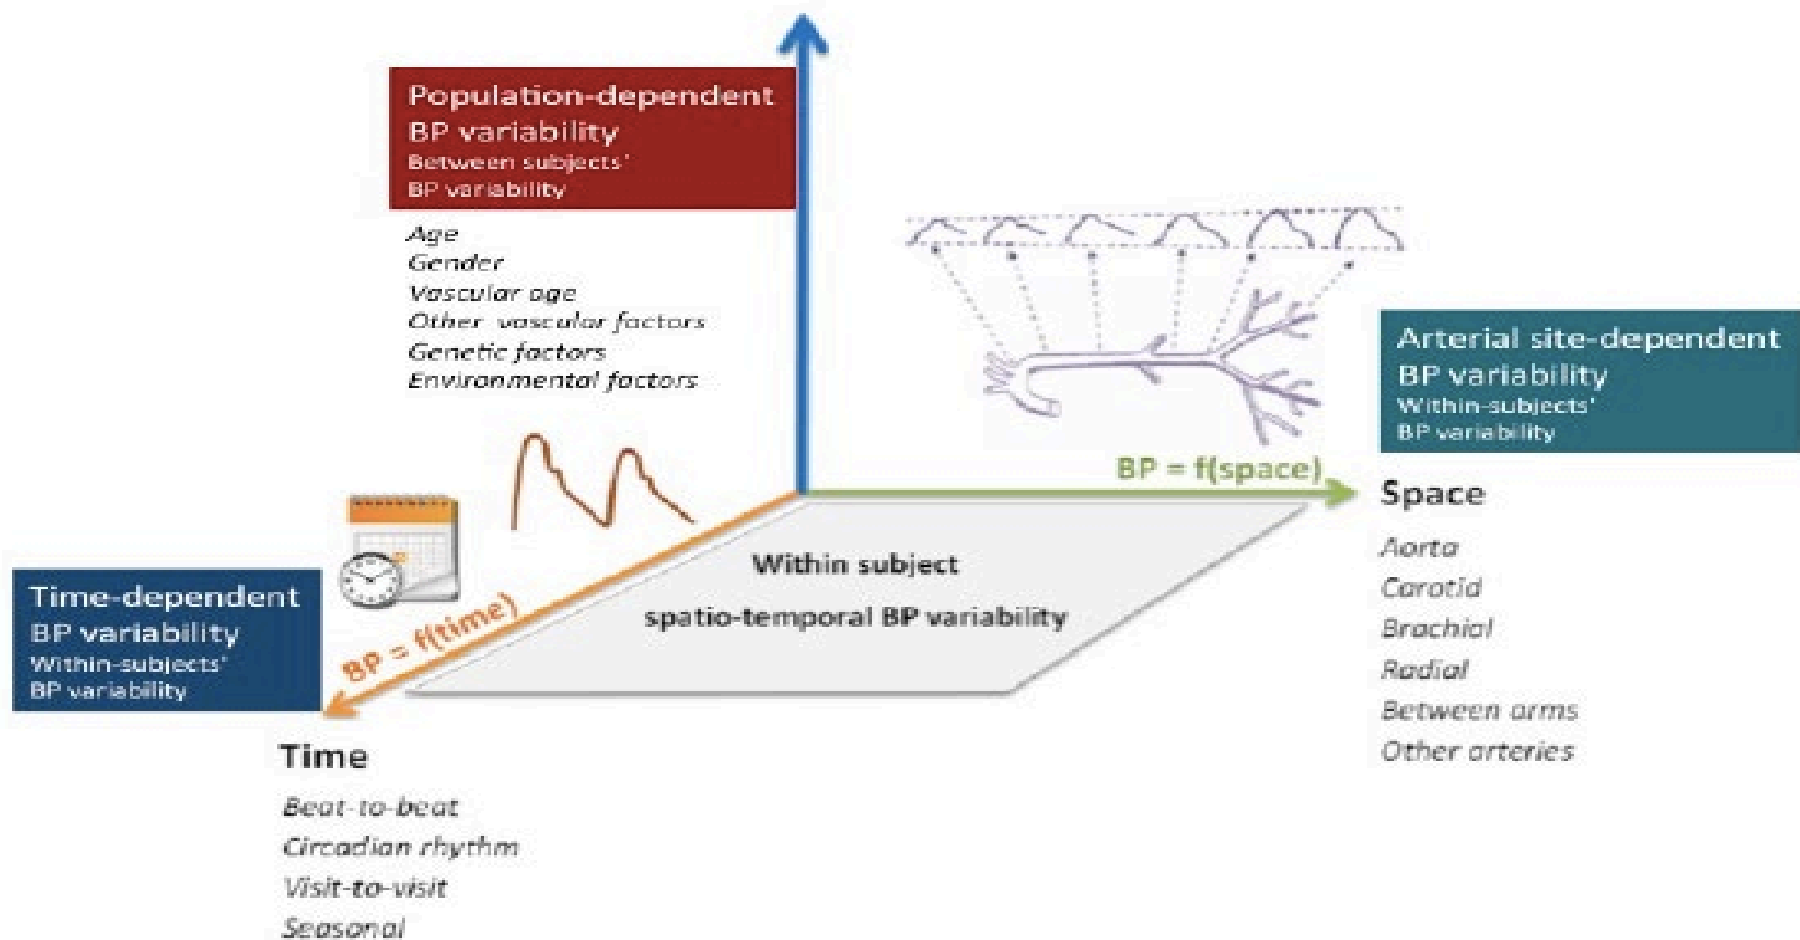 Population-dependent
BP variability
Between subjects'
BP variability
Age
Gender
Vascular age
Other vascular factors
Genetic factors
Environmental factors
Arterial site-dependent
BP variability
Within-subjects'
BP variability
BP = f(space)
Space
Aorta
Carotid
Brachial
Radial
Between arms
Other arteries
Within subject
spatio-temporal BP variability
Time-dependent
BP variability
Within-subjects'
BP variability
BP = f(time)
Time
Beat-to-beat
Circadian rhythm
Visit-to-visit
Seasonal